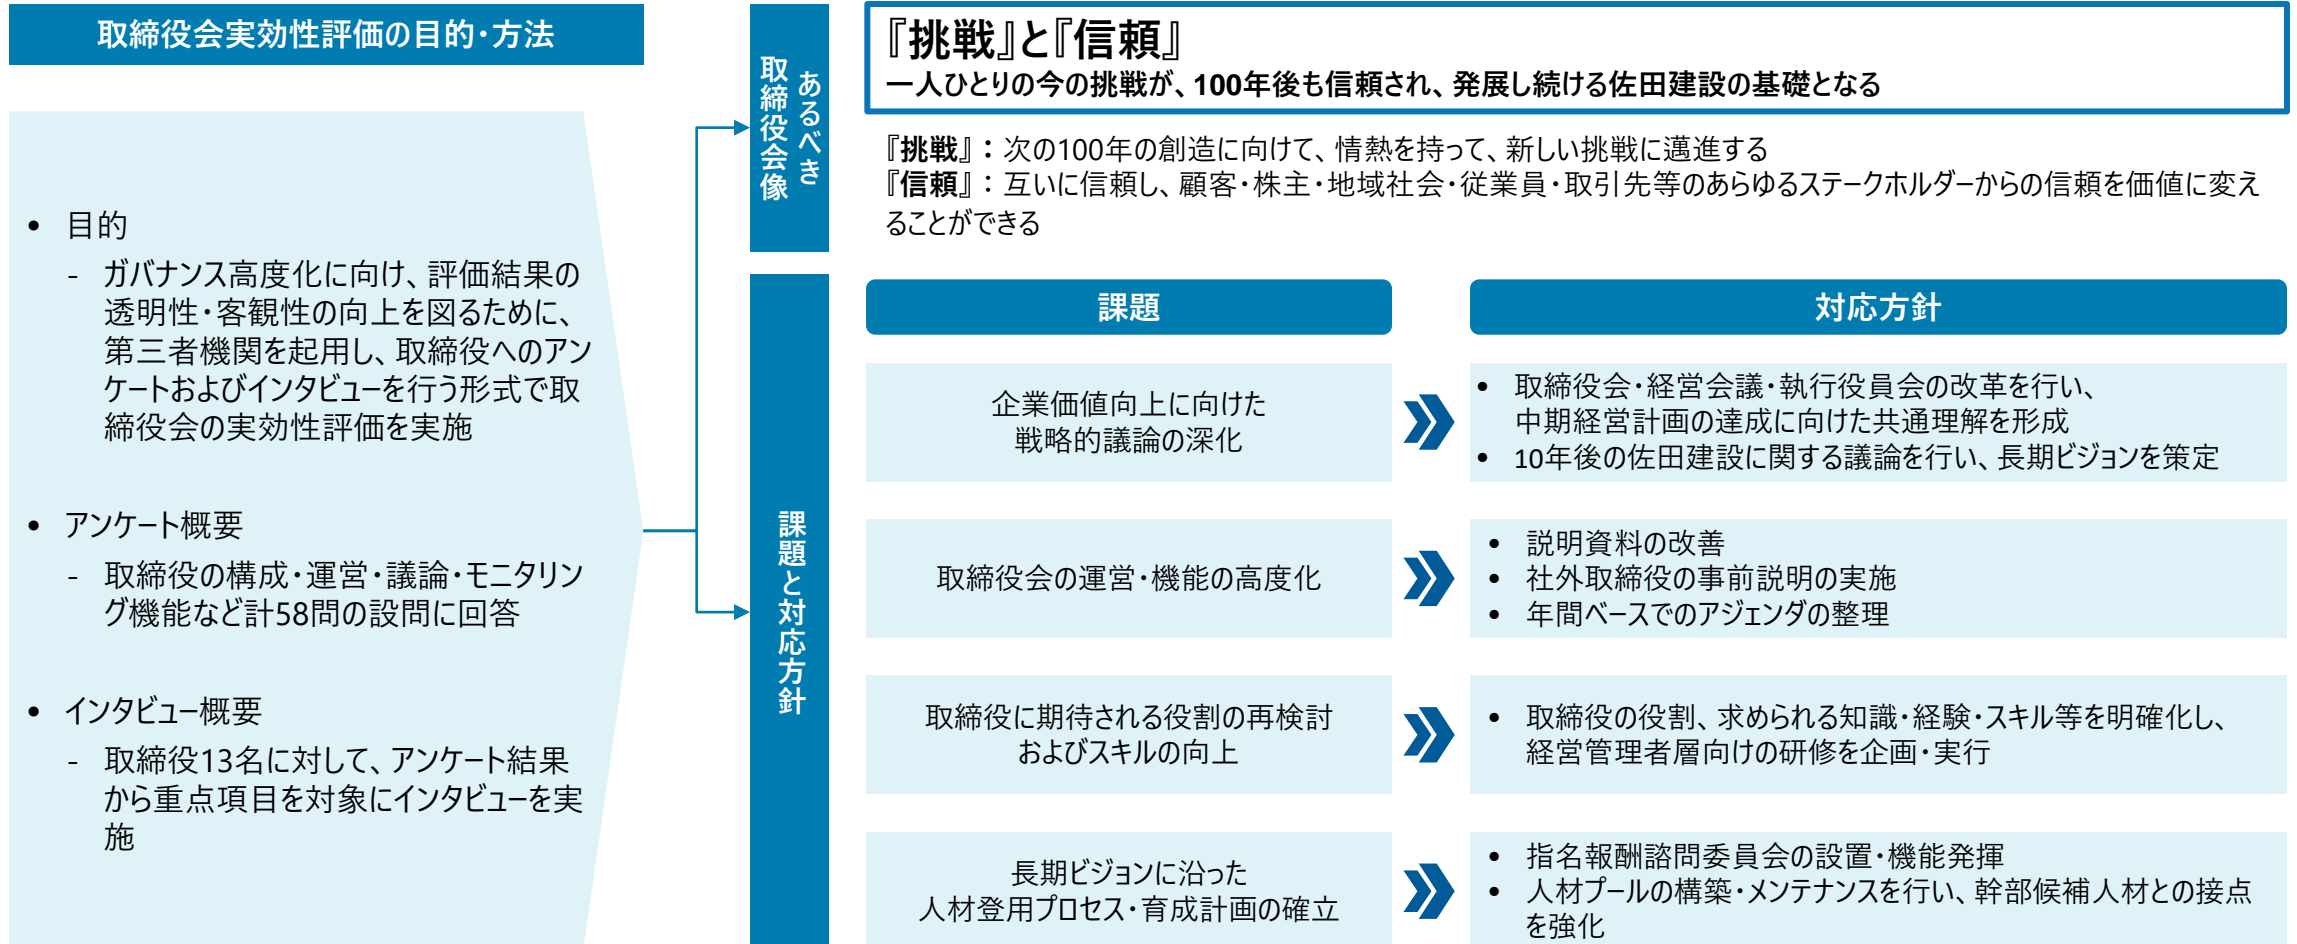 取締役会実効性評価の目的・方法
• 目的
- ガバナンス高度化に向け、評価結果の
透明性・客観性の向上を図るために、
第三者機関を起用し、取締役へのアン
ケートおよびインタビューを行う形式で取
締役会の実効性評価を実施
• アンケート概要
- 取締役の構成・運営・議論・モニタリン
グ機能など計58問の設問に回答
• インタビュー概要
- 取締役13名に対して、アンケート結果
から重点項目を対象にインタビューを実
施
あるべき
取締役会像
『挑戦』と『信頼』
一人ひとりの今の挑戦が、100年後も信頼され、発展し続ける佐田建設の基礎となる
『挑戦』：次の100年の創造に向けて、情熱を持って、新しい挑戦に邁進する
『信頼』：互いに信頼し、顧客・株主・地域社会・従業員・取引先等のあらゆるステークホルダーからの信頼を価値に変え
ることができる
課題と対応方針
課題
対応方針
企業価値向上に向けた
戦略的議論の深化
• 取締役会・経営会議・執行役員会の改革を行い、
中期経営計画の達成に向けた共通理解を形成
• 10年後の佐田建設に関する議論を行い、長期ビジョンを策定
取締役会の運営・機能の高度化
• 説明資料の改善
• 社外取締役の事前説明の実施
• 年間ベースでのアジェンダの整理
取締役に期待される役割の再検討
およびスキルの向上
• 取締役の役割、求められる知識・経験・スキル等を明確化し、
経営管理者層向けの研修を企画・実行
長期ビジョンに沿った
人材登用プロセス・育成計画の確立
• 指名報酬諮問委員会の設置・機能発揮
• 人材プールの構築・メンテナンスを行い、幹部候補人材との接点
を強化